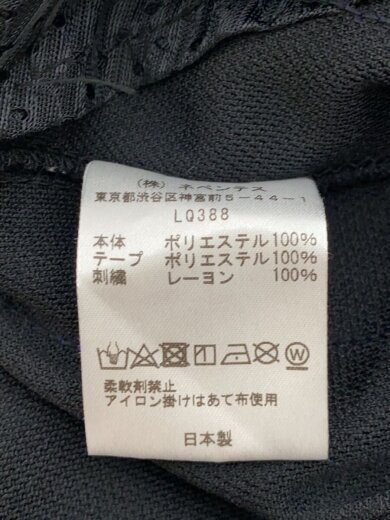 (株) ネペンテス
東京都渋谷区神宮前5-44-1
LQ388
本体 ポリエステル100%
テープ ポリエステル100%
刺繍 レーヨン 100%
柔軟剤禁止
アイロン掛けはあて布使用
日本製